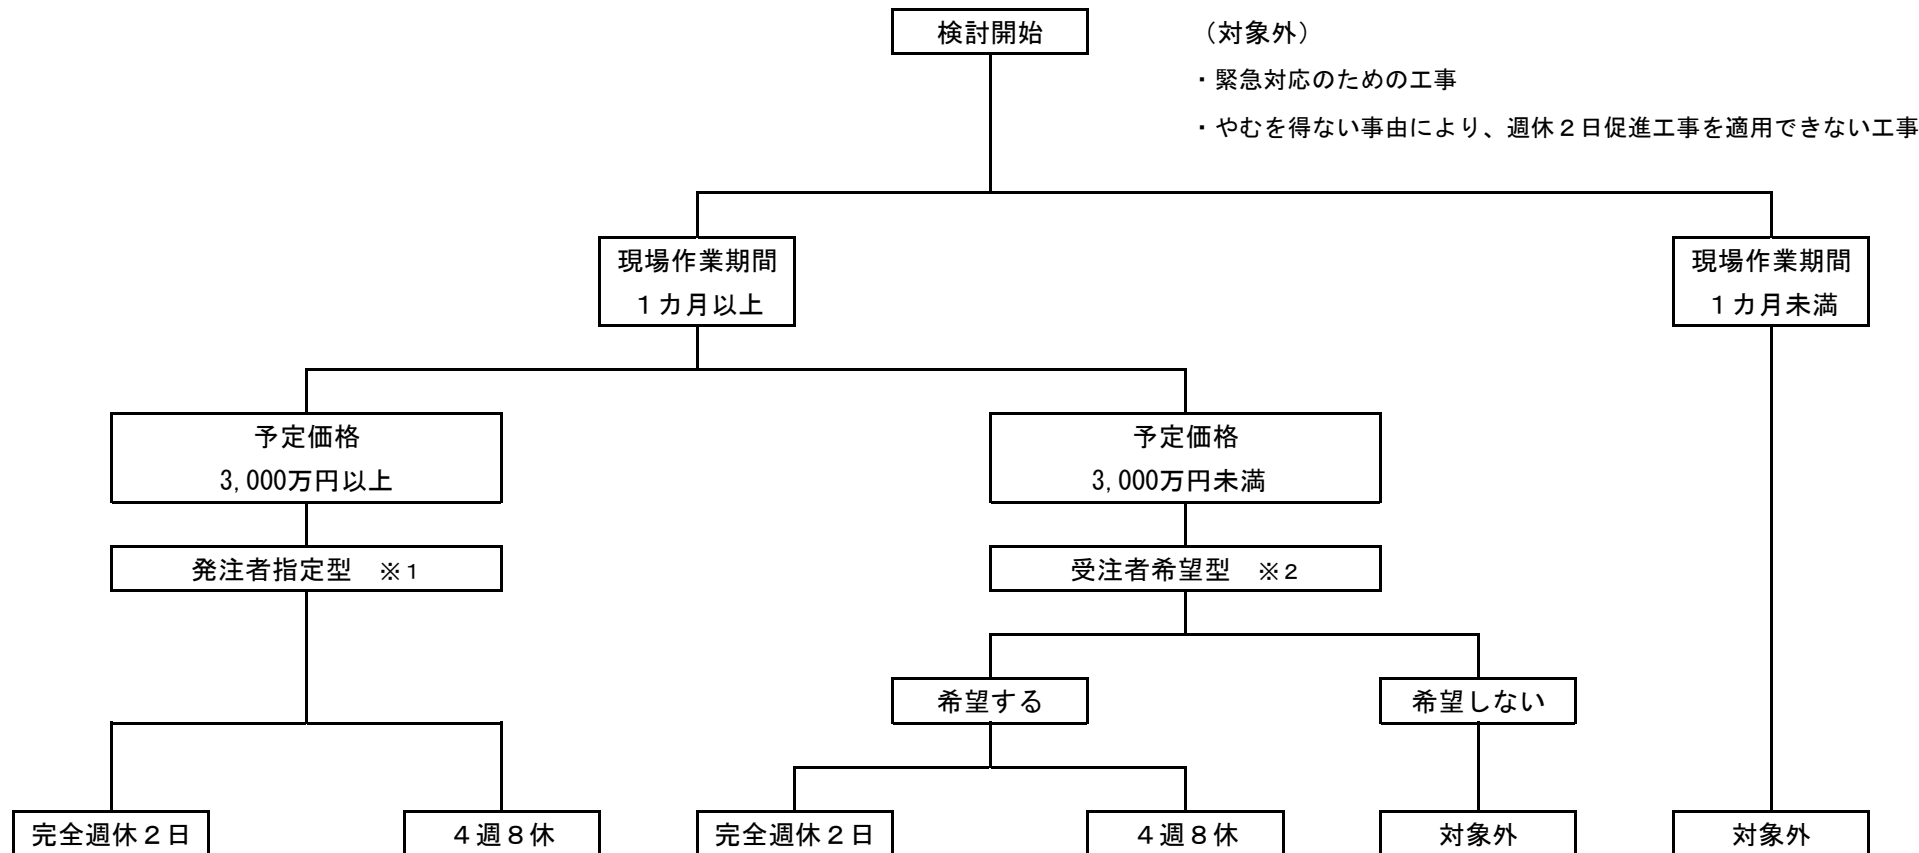 検討開始
（対象外）
・緊急対応のための工事
・やむを得ない事由により、週休２日促進工事を適用できない工事
現場作業期間
１カ月以上
現場作業期間
１カ月未満
予定価格
3,000万円以上
予定価格
3,000万円未満
発注者指定型　※1
受注者希望型　※2
希望する
希望しない
完全週休２日
４週８休
完全週休２日
４週８休
対象外
対象外